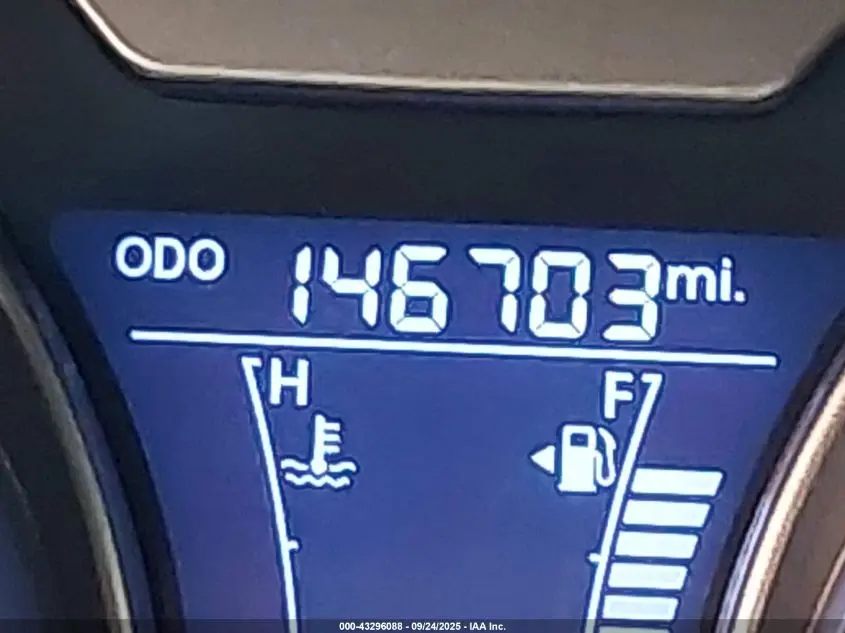 ODO 146703 mi.
H F
000-43296088 - 09/24/2025 - IAA Inc.